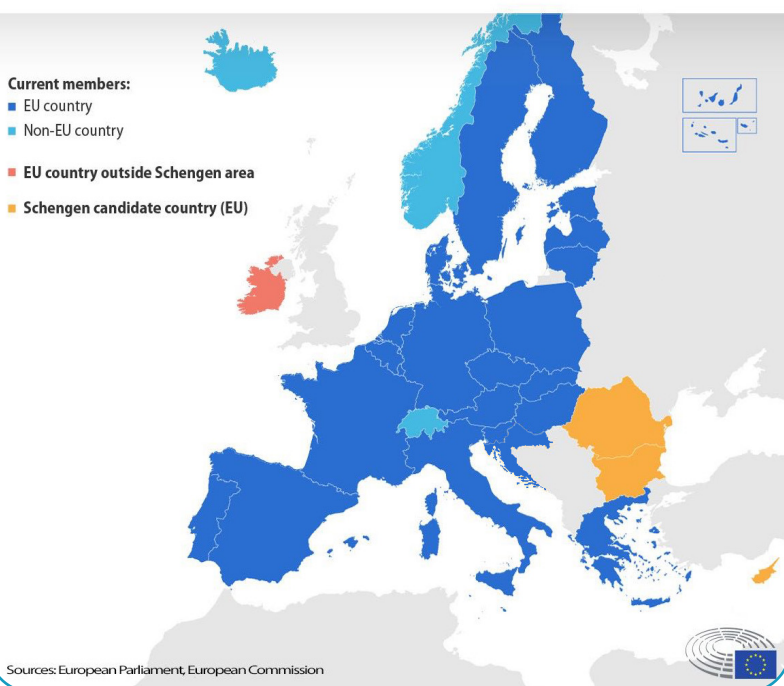 Current members:
EU country
Non-EU country
EU country outside Schengen area
Schengen candidate country (EU)
Sources: European Parliament, European Commission